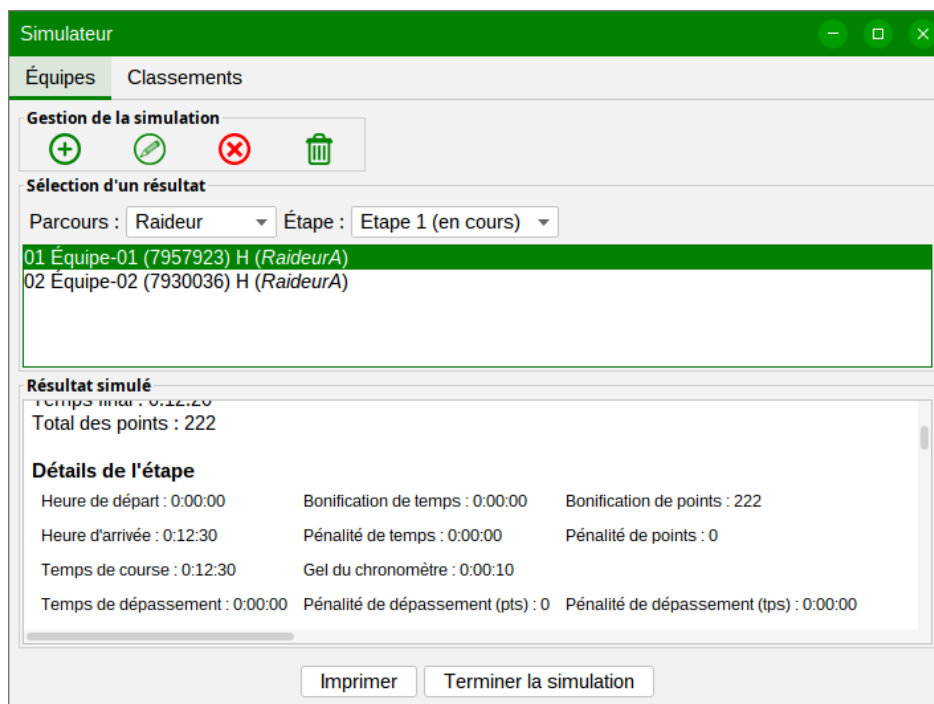 Simulateur
Équipes Classements
Gestion de la simulation
Sélection d'un résultat
Parcours : Raideur Étape : Etape 1 (en cours)
01 Équipe-01 (7957923) H (RaideurA)
02 Équipe-02 (7930036) H (RaideurA)
Résultat simulé
Temps final : 0:12:20
Total des points : 222
Détails de l'étape
Heure de départ : 0:00:00 Bonification de temps : 0:00:00 Bonification de points : 222
Heure d'arrivée : 0:12:30 Pénalité de temps : 0:00:00 Pénalité de points : 0
Temps de course : 0:12:30 Gel du chronomètre : 0:00:10
Temps de dépassement : 0:00:00 Pénalité de dépassement (pts) : 0 Pénalité de dépassement (tps) : 0:00:00
Imprimer Terminer la simulation